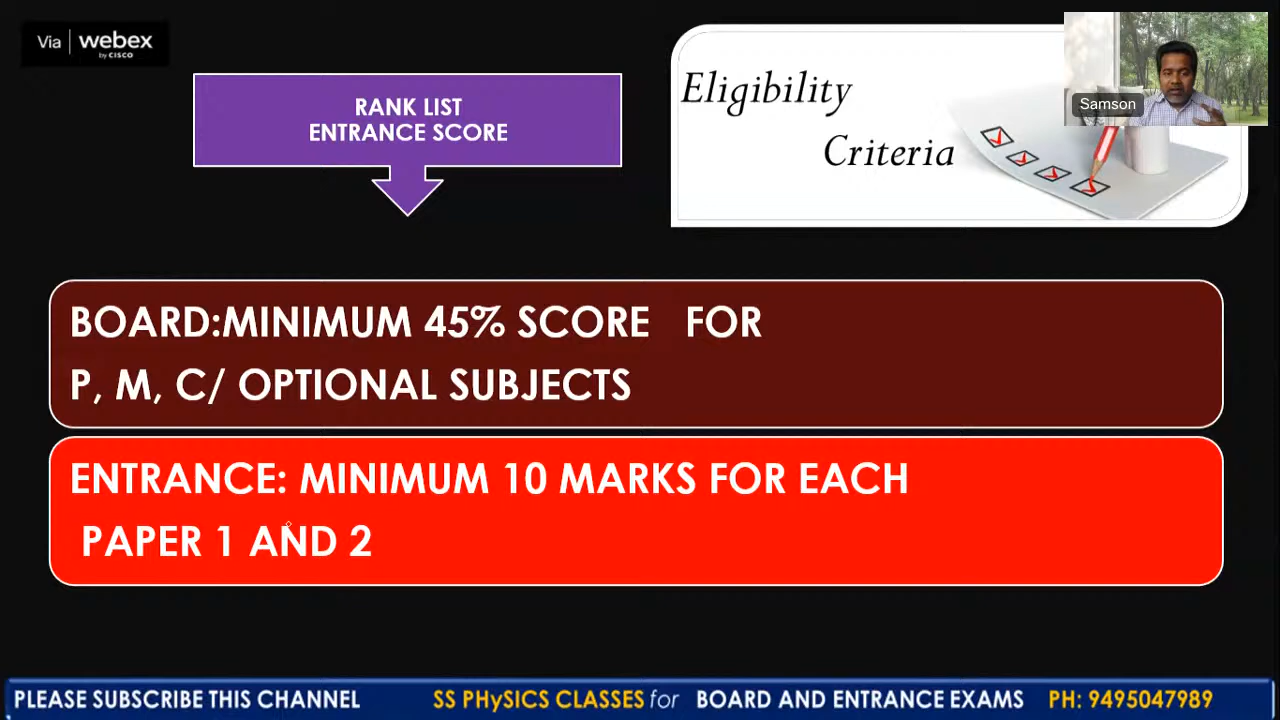 Via | webex
by CISCO
RANK LIST
ENTRANCE SCORE
Eligibility
Criteria
Samson
BOARD:MINIMUM 45% SCORE FOR
P, M, C/ OPTIONAL SUBJECTS
ENTRANCE: MINIMUM 10 MARKS FOR EACH
PAPER 1 AND 2
PLEASE SUBSCRIBE THIS CHANNEL SS PHySICS CLASSES for BOARD AND ENTRANCE EXAMS PH: 9495047989